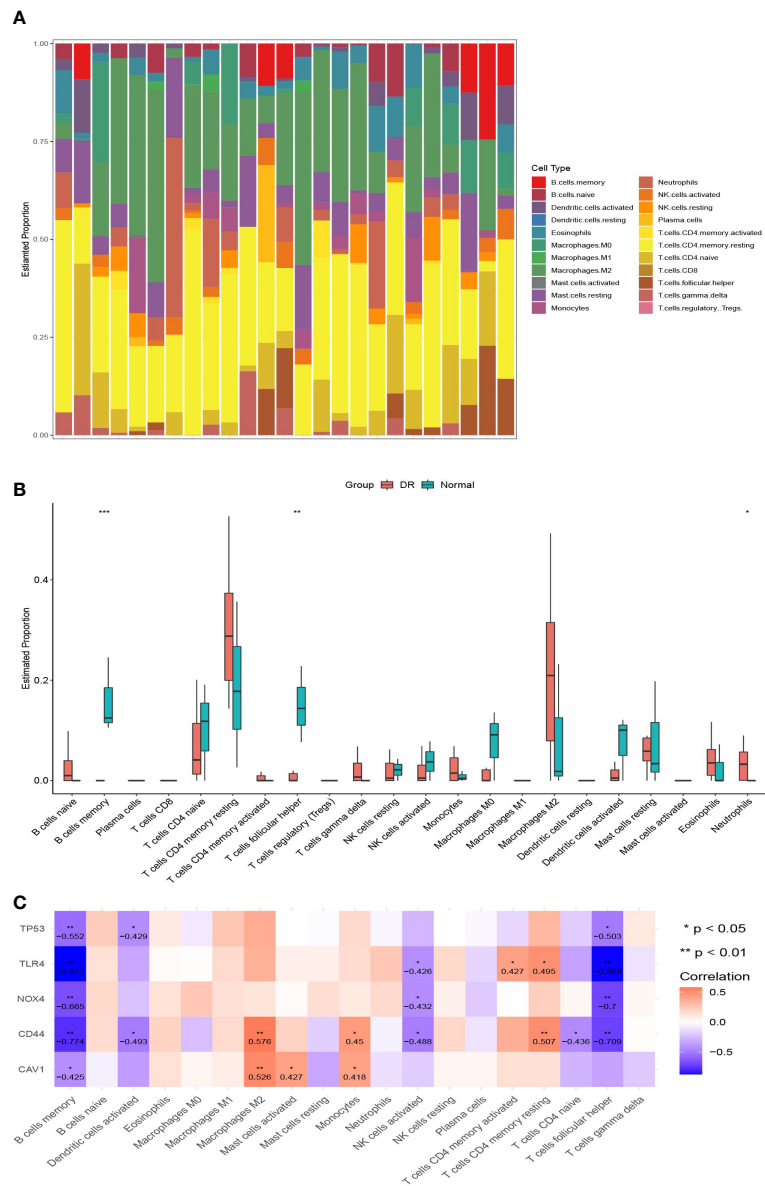 A
1.00
0.75
0.50
0.25
0.00
Estiamted Proportion
Cell Type
B.cells.memory
B.cells.naive
Dendritic.cells.activated
Dendritic.cells.resting
Eosinophils
Macrophages.M0
Macrophages.M1
Macrophages.M2
Mast.cells.activated
Mast.cells.resting
Monocytes
Neutrophils
NK.cells.activated
NK.cells.resting
Plasma.cells
T.cells.CD4.memory.activated
T.cells.CD4.memory.resting
T.cells.CD4.naive
T.cells.CD8
T.cells.follicular.helper
T.cells.gamma.delta
T.cells.regulatory..Tregs.
B
Group DR Normal
*** ** *
0.4
0.2
0.0
Estimated Proportion
B cells naive
B cells memory
Plasma cells
T cells CD8
T cells CD4 naive
T cells CD4 memory resting
T cells CD4 memory activated
T cells follicular helper
T cells regulatory (Tregs)
T cells gamma delta
NK cells resting
NK cells activated
Monocytes
Macrophages M0
Macrophages M1
Macrophages M2
Dendritic cells resting
Dendritic cells activated
Mast cells resting
Mast cells activated
Eosinophils
Neutrophils
C
TP53
** * *
−0.552 −0.429 −0.503
TLR4
** * * * **
−0.426 0.427 0.495
NOX4
** * **
−0.665 −0.432 −0.7
CD44
** * ** * * ** * **
−0.774 −0.493 0.576 0.45 −0.488 0.507 −0.436 −0.709
CAV1
* ** * *
−0.425 0.526 0.427 0.418
B cells memory
B cells naive
Dendritic cells activated
Eosinophils
Macrophages M0
Macrophages M1
Macrophages M2
Mast cells activated
Mast cells resting
Monocytes
Neutrophils
NK cells activated
NK cells resting
Plasma cells
T cells CD4 memory activated
T cells CD4 memory resting
T cells CD4 naive
T cells follicular helper
T cells gamma delta
* p < 0.05
** p < 0.01
Correlation
0.5
0.0
−0.5